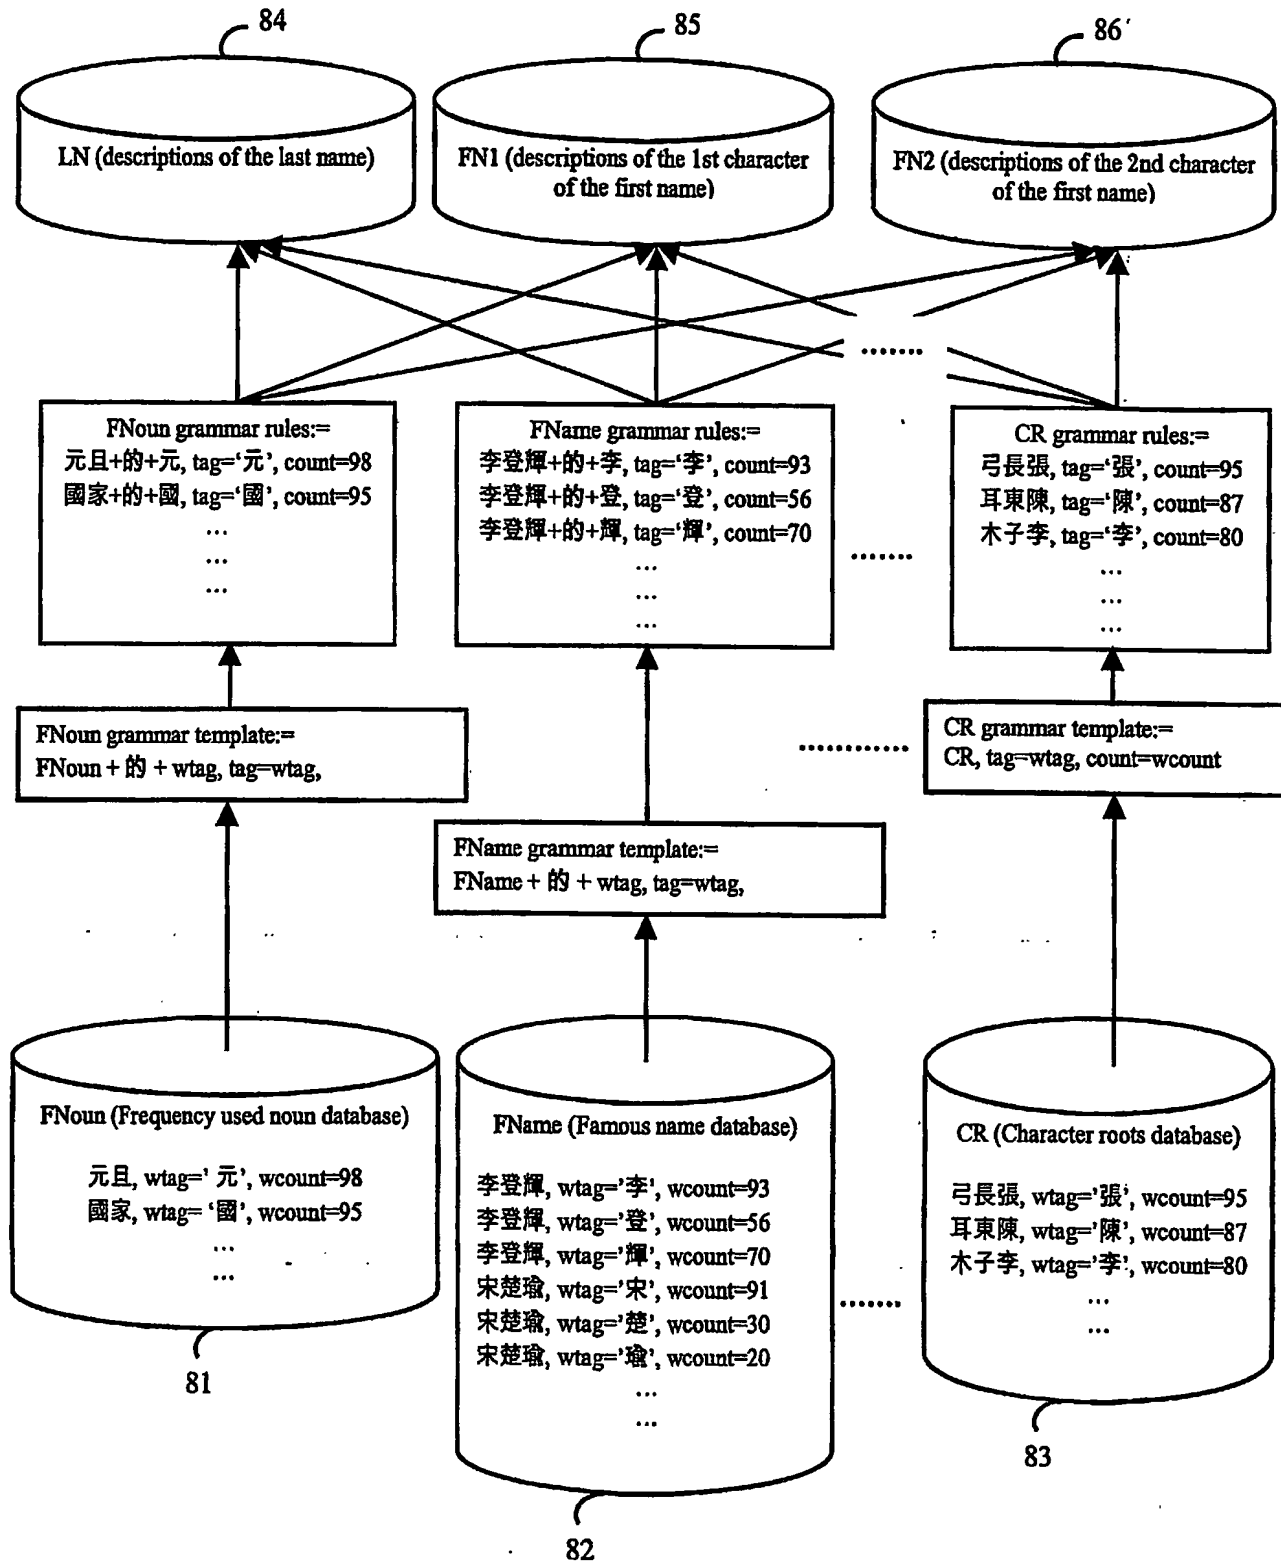 84
85
86
LN (descriptions of the last name)
FN1 (descriptions of the 1st character
of the first name)
FN2 (descriptions of the 2nd character
of the first name)
........
FNoun grammar rules:=
元且+的+元, tag=‘元’, count=98
國家+的+國, tag=‘國’, count=95
...
...
...
FName grammar rules:=
李登輝+的+李, tag=‘李’, count=93
李登輝+的+登, tag=‘登’, count=56
李登輝+的+輝, tag=‘輝’, count=70
...
...
...
........
CR grammar rules:=
弓長張, tag=‘張’, count=95
耳東陳, tag=‘陳’, count=87
木子李, tag=‘李’, count=80
...
...
...
FNoun grammar template:=
FNoun + 的 + wtag, tag=wtag,
..............
CR grammar template:=
CR, tag=wtag, count=wcount
FName grammar template:=
FName + 的 + wtag, tag=wtag,
FNoun (Frequency used noun database)
元且, wtag=’ 元’, wcount=98
國家, wtag= ‘國’, wcount=95
...
...
FName (Famous name database)
李登輝, wtag=’李’, wcount=93
李登輝, wtag=’登’, wcount=56
李登輝, wtag=’輝’, wcount=70
宋楚瑜, wtag=’宋’, wcount=91
宋楚瑜, wtag=’楚’, wcount=30
宋楚瑜, wtag=’瑜’, wcount=20
...
...
........
CR (Character roots database)
弓長張, wtag=’張’, wcount=95
耳東陳, wtag=’陳’, wcount=87
木子李, wtag=’李’, wcount=80
...
...
81
82
83